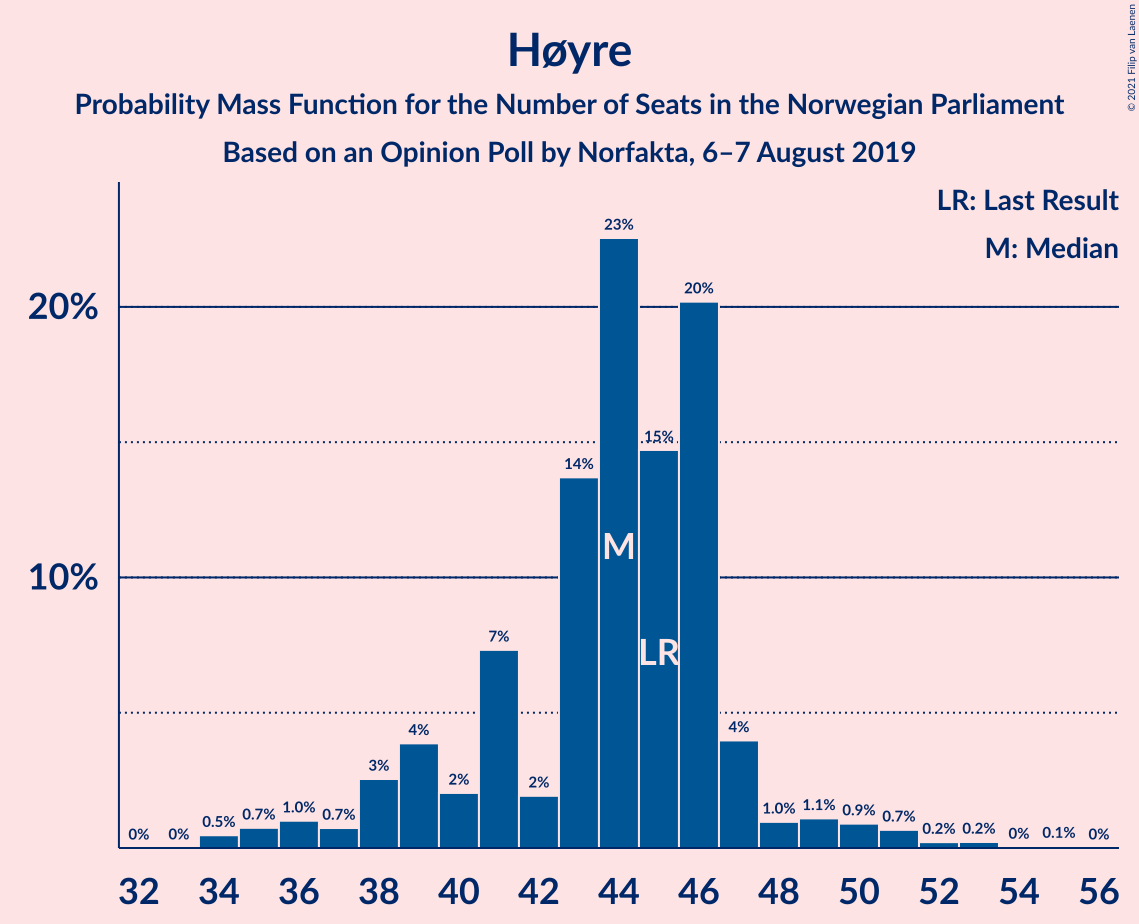 Høyre
Probability Mass Function for the Number of Seats in the Norwegian Parliament
Based on an Opinion Poll by Norfakta, 6–7 August 2019
© 2021 Filip van Laenen
LR: Last Result
M: Median
20%
10%
0% 0% 0.5% 0.7% 1.0% 0.7% 3% 4% 2% 7% 2% 14% 23% 15% 20% 4% 1.0% 1.1% 0.9% 0.7% 0.2% 0.2% 0% 0.1% 0%
M
LR
32 34 36 38 40 42 44 46 48 50 52 54 56